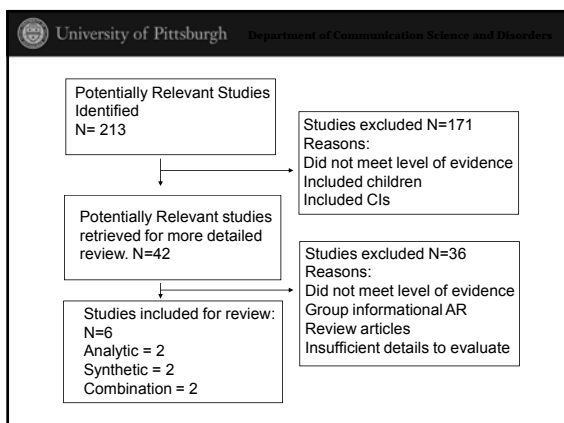 University of Pittsburgh Department of Communication Science and Disorders
Potentially Relevant Studies
Identified
N= 213
Studies excluded N=171
Reasons:
Did not meet level of evidence
Included children
Included CIs
Potentially Relevant studies
retrieved for more detailed
review. N=42
Studies excluded N=36
Reasons:
Did not meet level of evidence
Group informational AR
Review articles
Insufficient details to evaluate
Studies included for review:
N=6
Analytic = 2
Synthetic = 2
Combination = 2